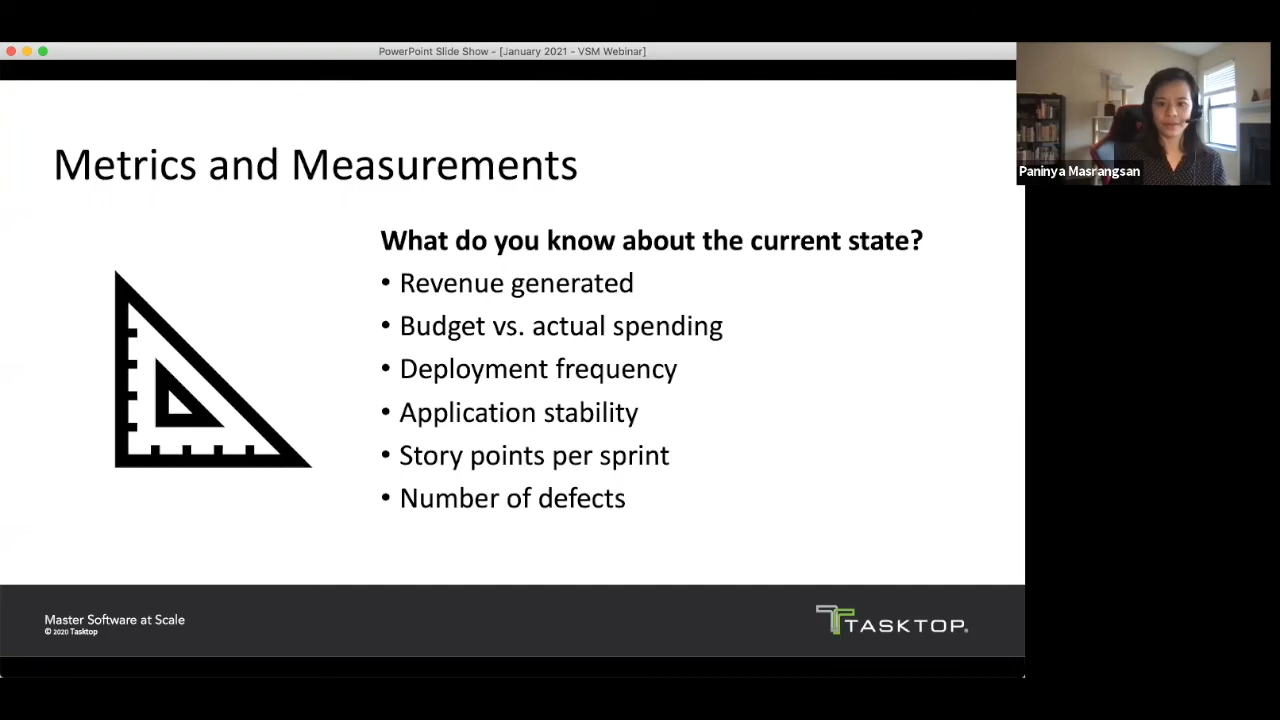 PowerPoint Slide Show - [January 2021 - VSM Webinar]
Paninya Masrangsan
Metrics and Measurements
What do you know about the current state?
• Revenue generated
• Budget vs. actual spending
• Deployment frequency
• Application stability
• Story points per sprint
• Number of defects
Master Software at Scale
© 2020 Tasktop
TASKTOP®